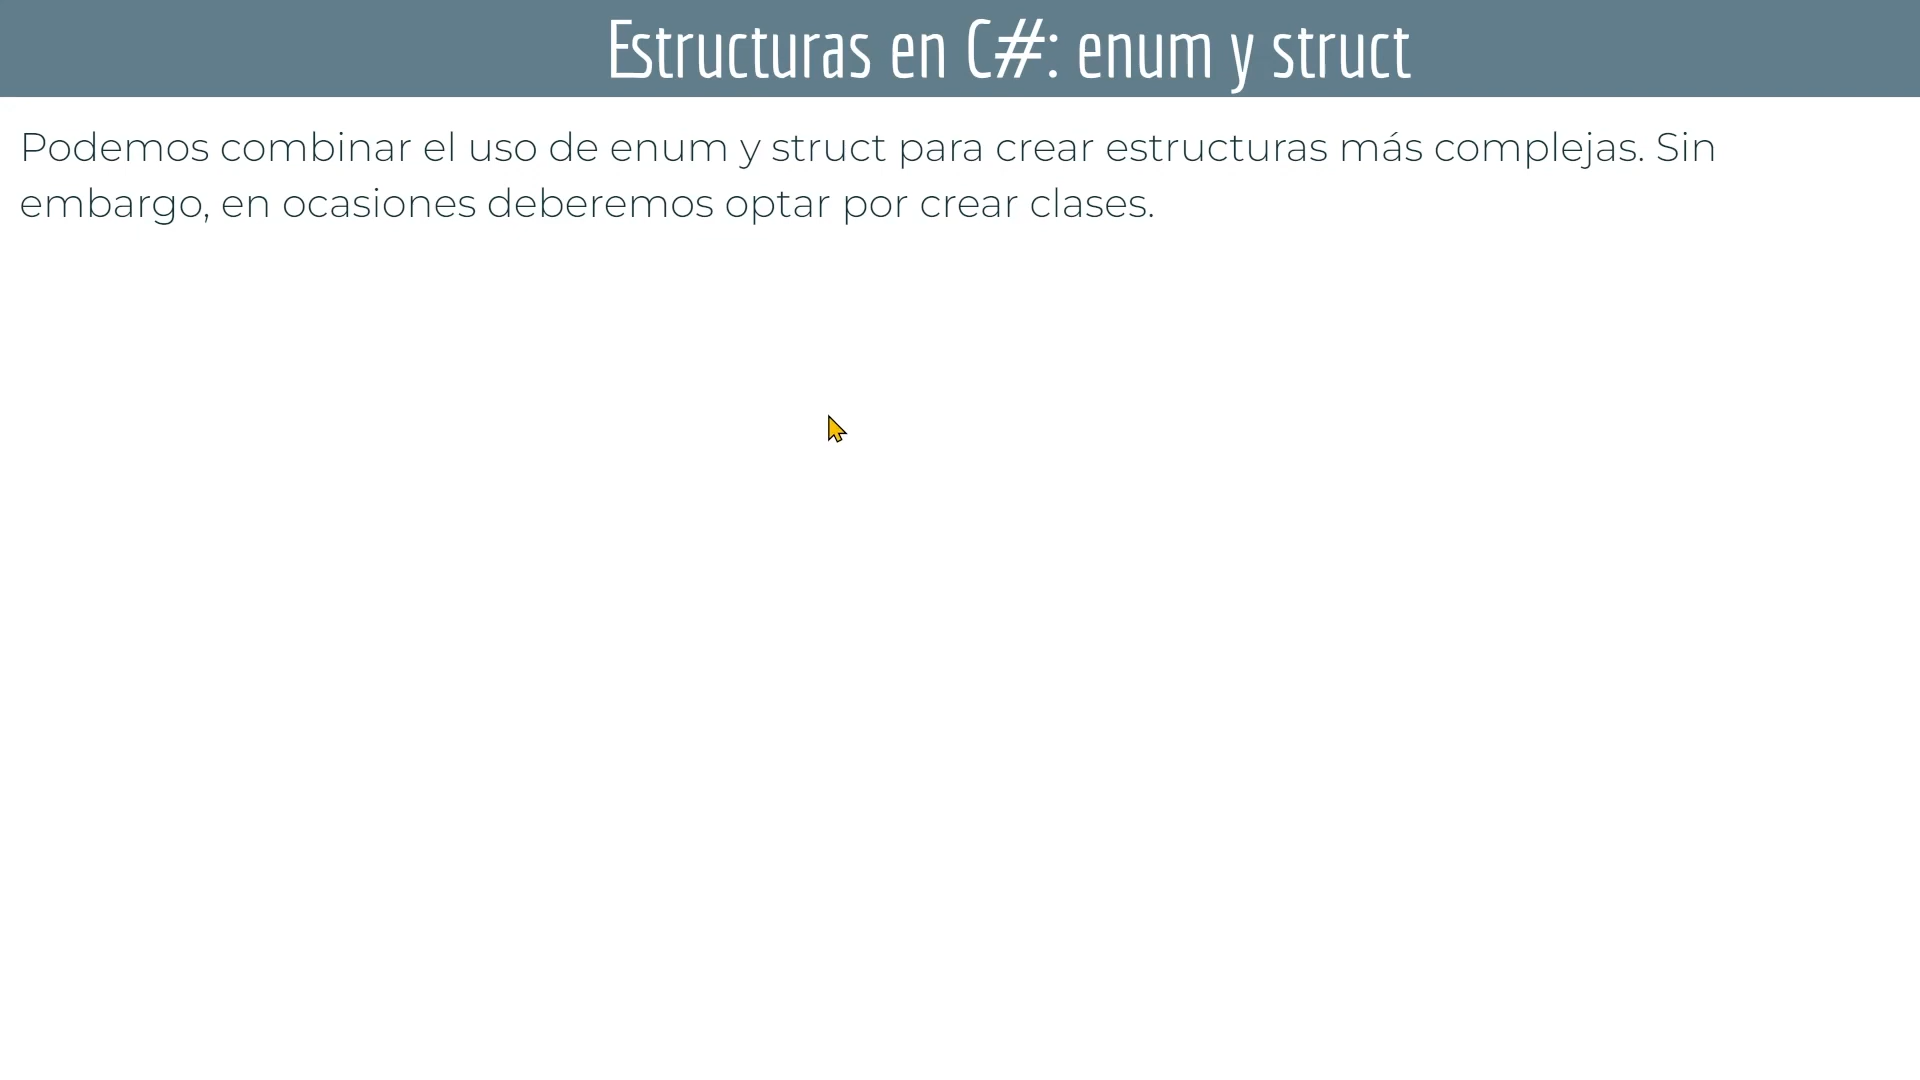 Estructuras en C#: enum y struct
Podemos combinar el uso de enum y struct para crear estructuras más complejas. Sin
embargo, en ocasiones deberemos optar por crear clases.